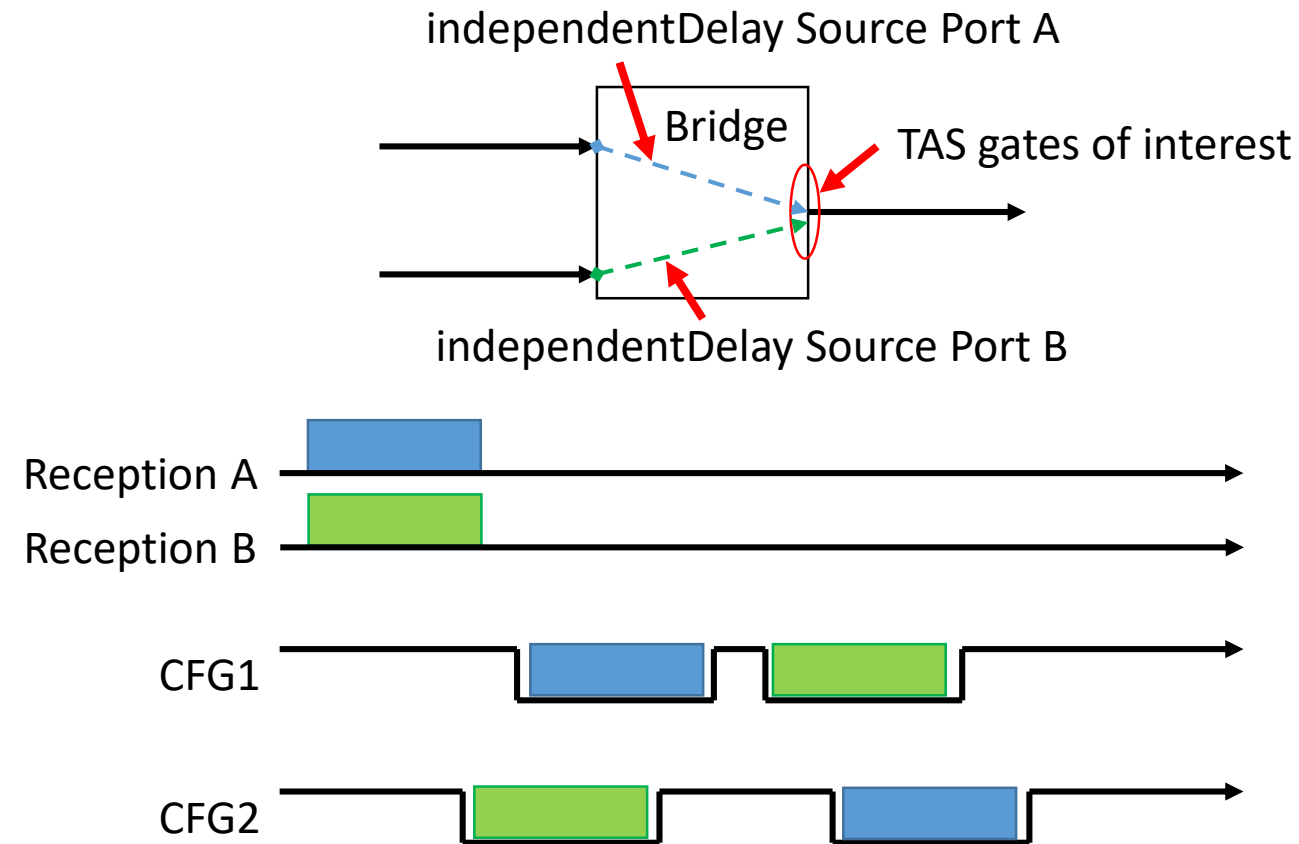 independentDelay Source Port A
Bridge
TAS gates of interest
independentDelay Source Port B
Reception A
Reception B
CFG1
CFG2